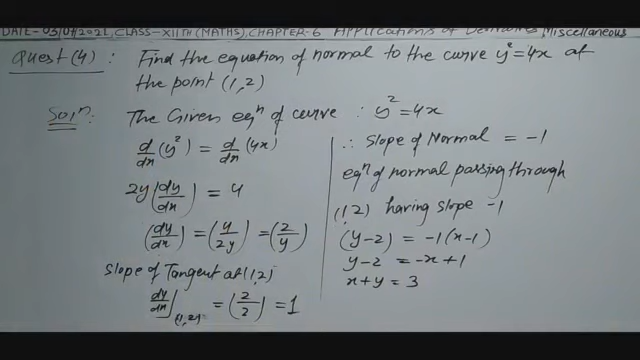 DATE-03/07/2021, CLASS-XIITH (MATHS), CHAPTER-6 Applications of Derivatives Miscellaneous
Quest (4) : Find the equation of normal to the curve y² = 4x at
the point (1,2)
Solⁿ: The Given eqⁿ of curve : y² = 4x
d/dx (y²) = d/dx (4x)
2y (dy/dx) = 4
(dy/dx) = (4/2y) = (2/y)
Slope of Tangent at (1,2)
dy/dx](1,2) = (2/2) = 1
∴ Slope of Normal = -1
eqⁿ of normal passing through
(1,2) having slope -1
(y-2) = -1(x-1)
y-2 = -x+1
x+y = 3